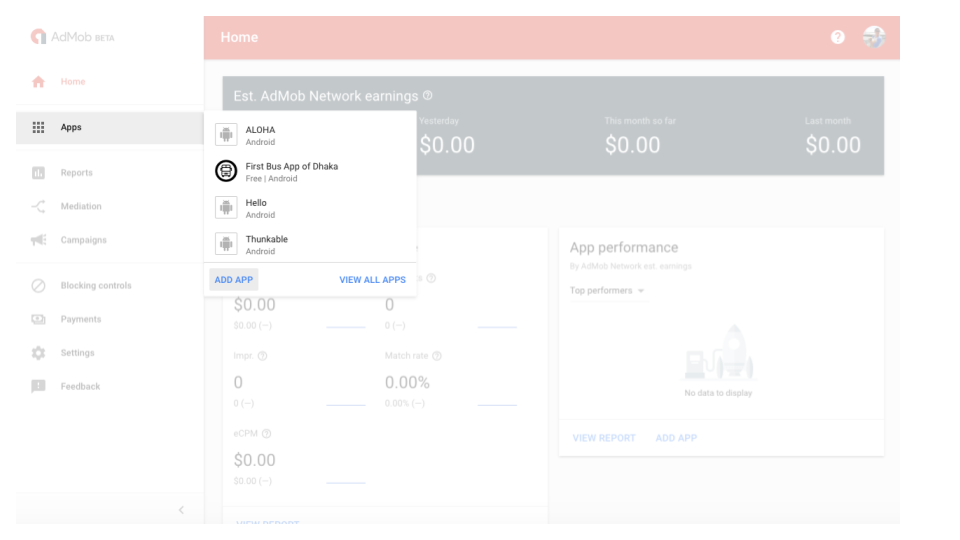 AdMob BETA
Home
Home
Est. AdMob Network earnings
Apps
ALOHA
Android
Yesterday
This month so far
Last month
$0.00
$0.00
$0.00
First Bus App of Dhaka
Free | Android
Reports
Hello
Android
Mediation
Thunkable
Android
Campaigns
App performance
By AdMob Network est. earnings
ADD APP
VIEW ALL APPS
Blocking controls
Top performers
$0.00
0
$0.00 (—)
0 (—)
Payments
Settings
Impr.
Match rate
Feedback
0
0.00%
0 (—)
0.00% (—)
No data to display
eCPM
VIEW REPORT
ADD APP
$0.00
$0.00 (—)
VIEW REPORT